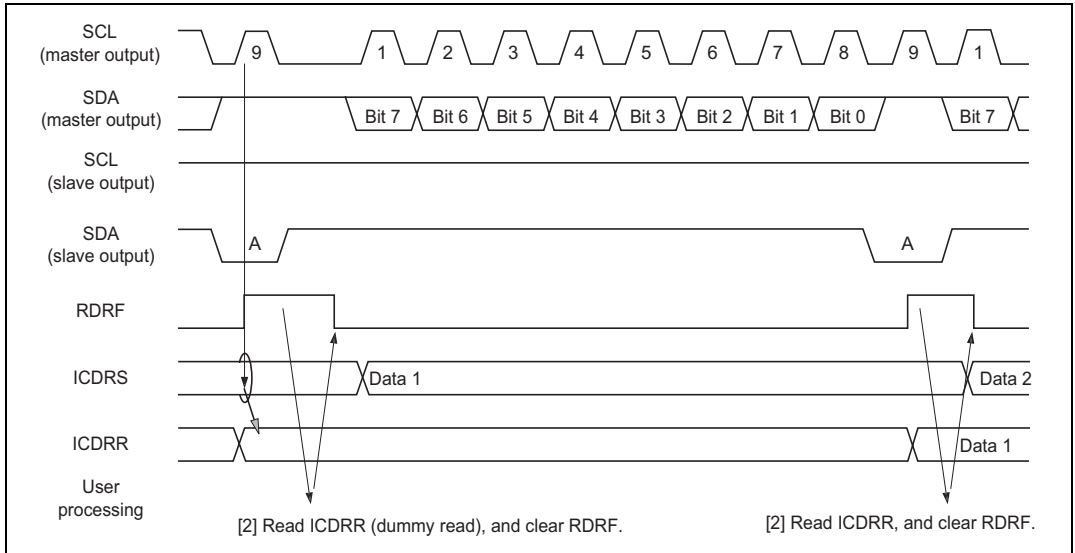 SCL
(master output)
9 1 2 3 4 5 6 7 8 9 1
SDA
(master output)
Bit 7 Bit 6 Bit 5 Bit 4 Bit 3 Bit 2 Bit 1 Bit 0 Bit 7
SCL
(slave output)
SDA
(slave output)
A A
RDRF
ICDRS
Data 1 Data 2
ICDRR
Data 1
User
processing
[2] Read ICDRR (dummy read), and clear RDRF.
[2] Read ICDRR, and clear RDRF.